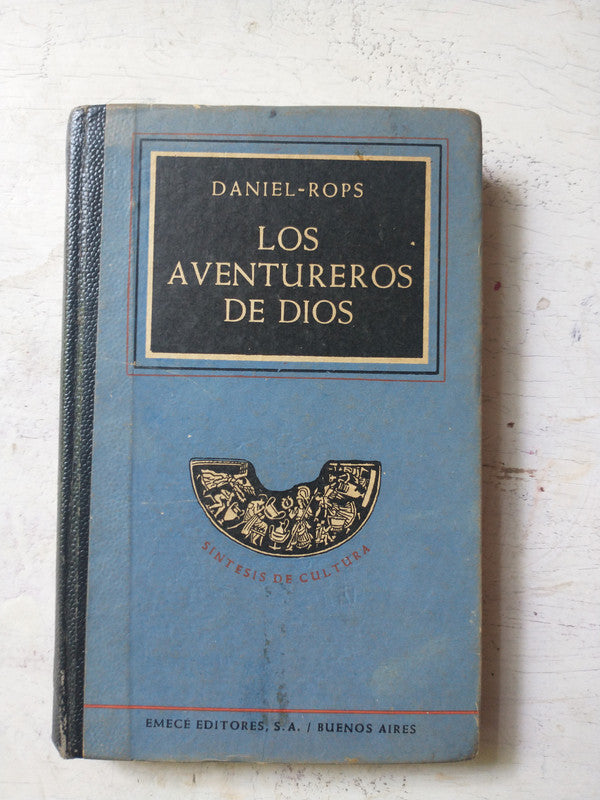 DANIEL-ROPS
LOS
AVENTUREROS
DE DIOS
SINTESIS DE CULTURA
EMECÉ EDITORES, S.A. / BUENOS AIRES